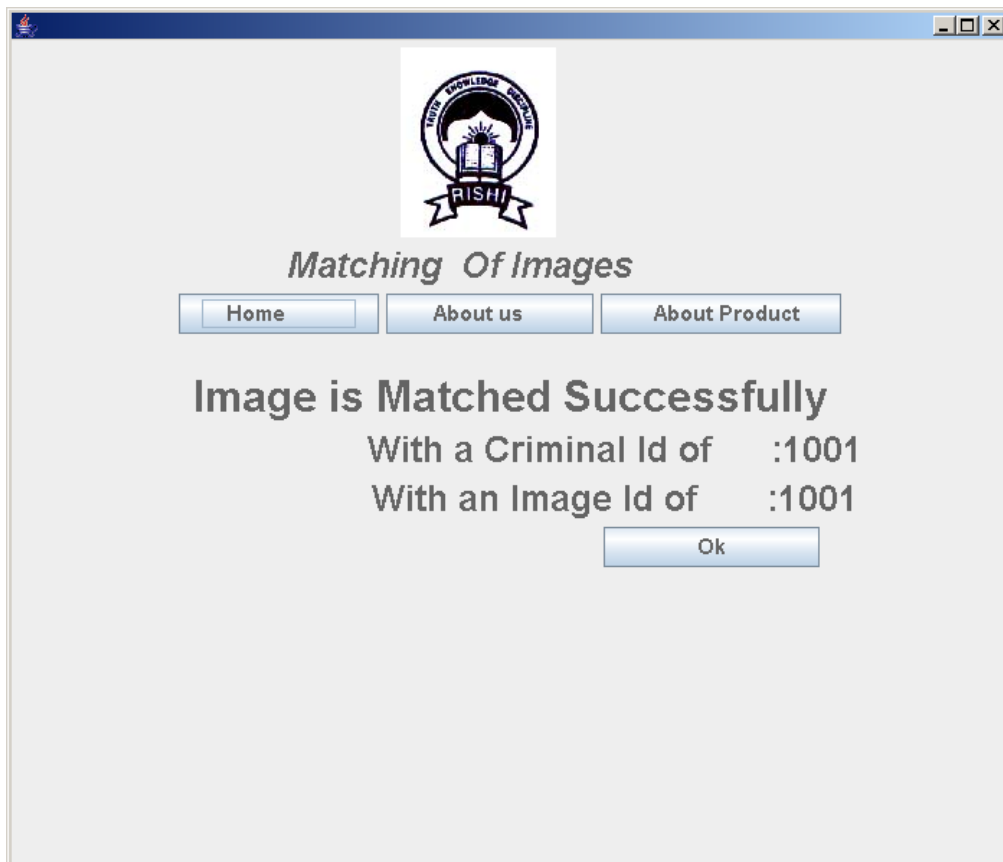 TRUTH KNOWLEDGE DISCIPLINE
RISHI
Matching Of Images
Home About us About Product
Image is Matched Successfully
With a Criminal Id of :1001
With an Image Id of :1001
Ok